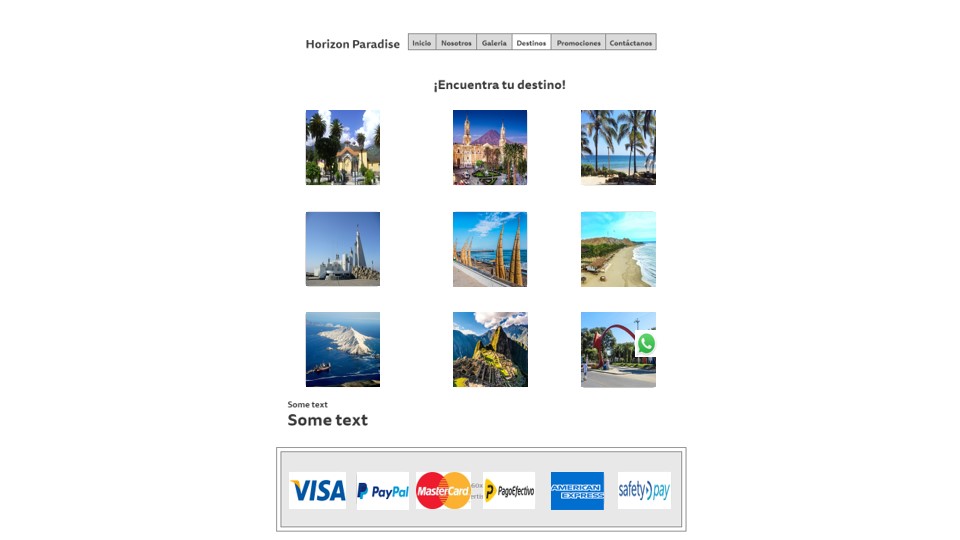 Horizon Paradise
Inicio Nosotros Galeria Destinos Promociones Contáctanos
¡Encuentra tu destino!
Some text
Some text
VISA PayPal MasterCard PagoEfectivo AMERICAN EXPRESS safetypay